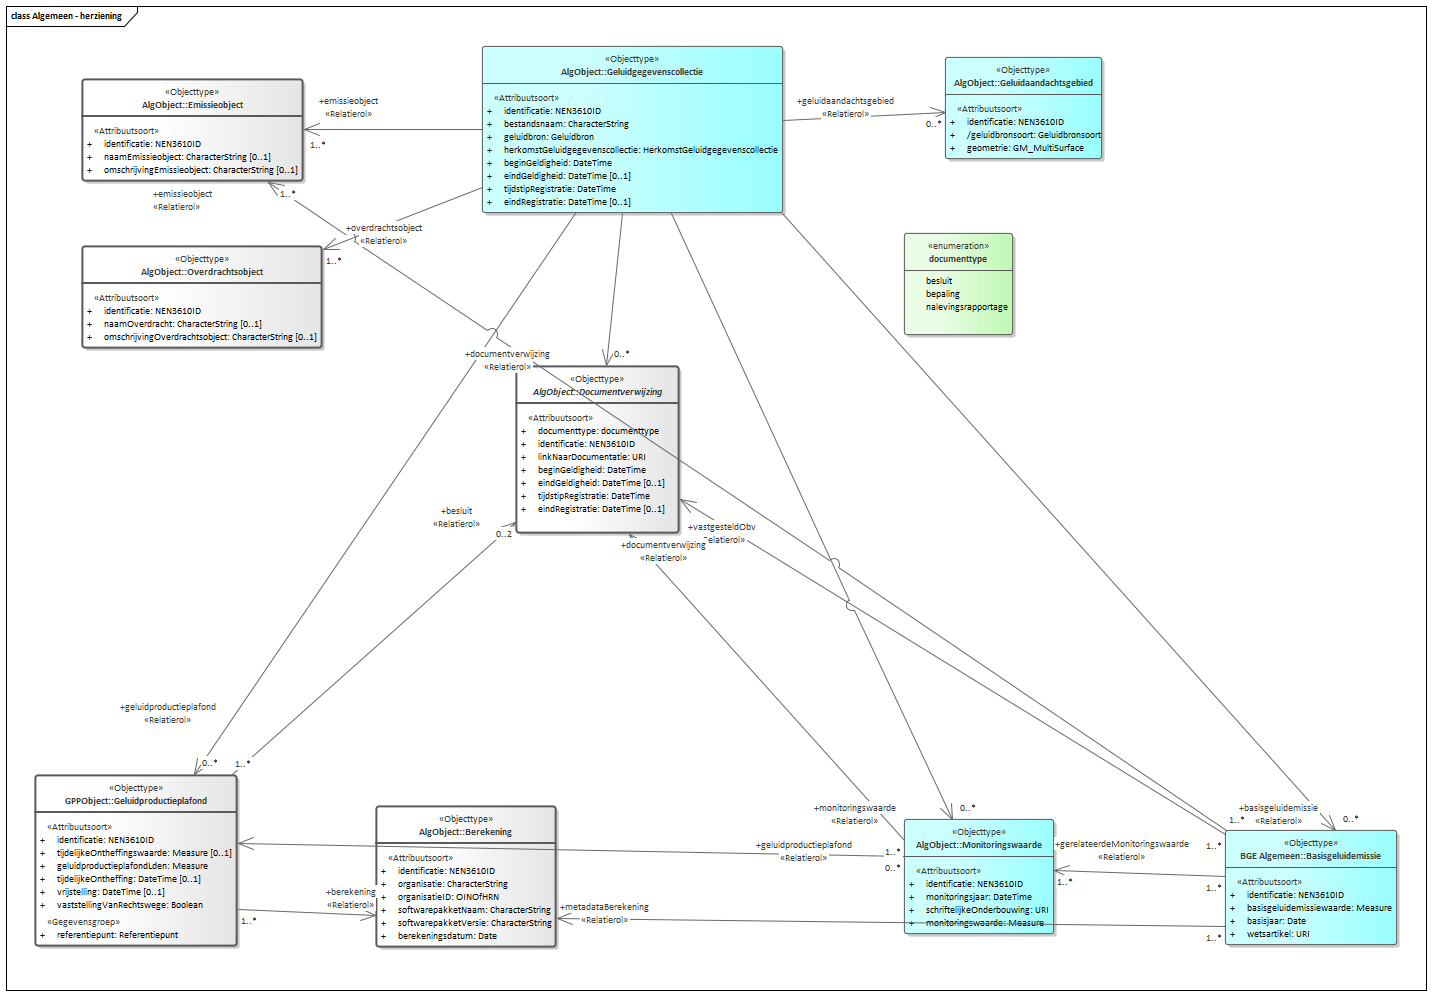 class Algemeen - herziening
«Objecttype»
AlgObject::Geluidgegevenscollectie
«Attribuutsoort»
+ identificatie: NEN3610ID
+ bestandsnaam: CharacterString
+ geluidbron: Geluidbron
+ herkomstGeluidgegevenscollectie: HerkomstGeluidgegevenscollectie
+ beginGeldigheid: DateTime
+ eindGeldigheid: DateTime [0..1]
+ tijdstipRegistratie: DateTime
+ eindRegistratie: DateTime [0..1]
«Objecttype»
AlgObject::Geluidaandachtsgebied
«Attribuutsoort»
+ identificatie: NEN3610ID
+ /geluidbronsoort: Geluidbronsoort
+ geometrie: GM_MultiSurface
+geluidaandachtsgebied
«Relatierol»
0..*
«Objecttype»
AlgObject::Emissieobject
«Attribuutsoort»
+ identificatie: NEN3610ID
+ naamEmissieobject: CharacterString [0..1]
+ omschrijvingEmissieobject: CharacterString [0..1]
+emissieobject
«Relatierol»
1..*
+emissieobject
«Relatierol»
1..*
+overdrachtsobject
«Relatierol»
1..*
«Objecttype»
AlgObject::Overdrachtsobject
«Attribuutsoort»
+ identificatie: NEN3610ID
+ naamOverdracht: CharacterString [0..1]
+ omschrijvingOverdrachtsobject: CharacterString [0..1]
«enumeration»
documenttype
besluit
bepaling
nalevingsrapportage
+documentverwijzing
«Relatierol»
0..*
«Objecttype»
AlgObject::Documentverwijzing
«Attribuutsoort»
+ documenttype: documenttype
+ identificatie: NEN3610ID
+ linkNaarDocumentatie: URI
+ beginGeldigheid: DateTime
+ eindGeldigheid: DateTime [0..1]
+ tijdstipRegistratie: DateTime
+ eindRegistratie: DateTime [0..1]
+besluit
«Relatierol»
0..2
+vastgesteldObv
elatierol»
+documentverwijzing
«Relatierol»
+geluidproductieplafond
«Relatierol»
0..*
1..*
«Objecttype»
GPPObject::Geluidproductieplafond
«Attribuutsoort»
+ identificatie: NEN3610ID
+ tijdelijkeOntheffingswaarde: Measure [0..1]
+ geluidproductieplafondLden: Measure
+ tijdelijkeOntheffing: DateTime [0..1]
+ vrijstelling: DateTime [0..1]
+ vaststellingVanRechtswege: Boolean
«Gegevensgroep»
+ referentiepunt: Referentiepunt
+berekening
«Relatierol»
1..*
«Objecttype»
AlgObject::Berekening
«Attribuutsoort»
+ identificatie: NEN3610ID
+ organisatie: CharacterString
+ organisatieID: OINOfHRN
+ softwarepakketNaam: CharacterString
+ softwarepakketVersie: CharacterString
+ berekeningsdatum: Date
+metadataBerekening
«Relatierol»
+geluidproductieplafond
«Relatierol»
1..*
0..*
+monitoringswaarde
«Relatierol»
0..*
«Objecttype»
AlgObject::Monitoringswaarde
«Attribuutsoort»
+ identificatie: NEN3610ID
+ monitoringsjaar: DateTime
+ schriftelijkeOnderbouwing: URI
+ monitoringswaarde: Measure
+gerelateerdeMonitoringswaarde
«Relatierol»
1..*
+basisgeluidemissie
«Relatierol»
1..*
0..*
1..*
1..*
1..*
«Objecttype»
BGE Algemeen::Basisgeluidemissie
«Attribuutsoort»
+ identificatie: NEN3610ID
+ basisgeluidemissiewaarde: Measure
+ basisjaar: Date
+ wetsartikel: URI